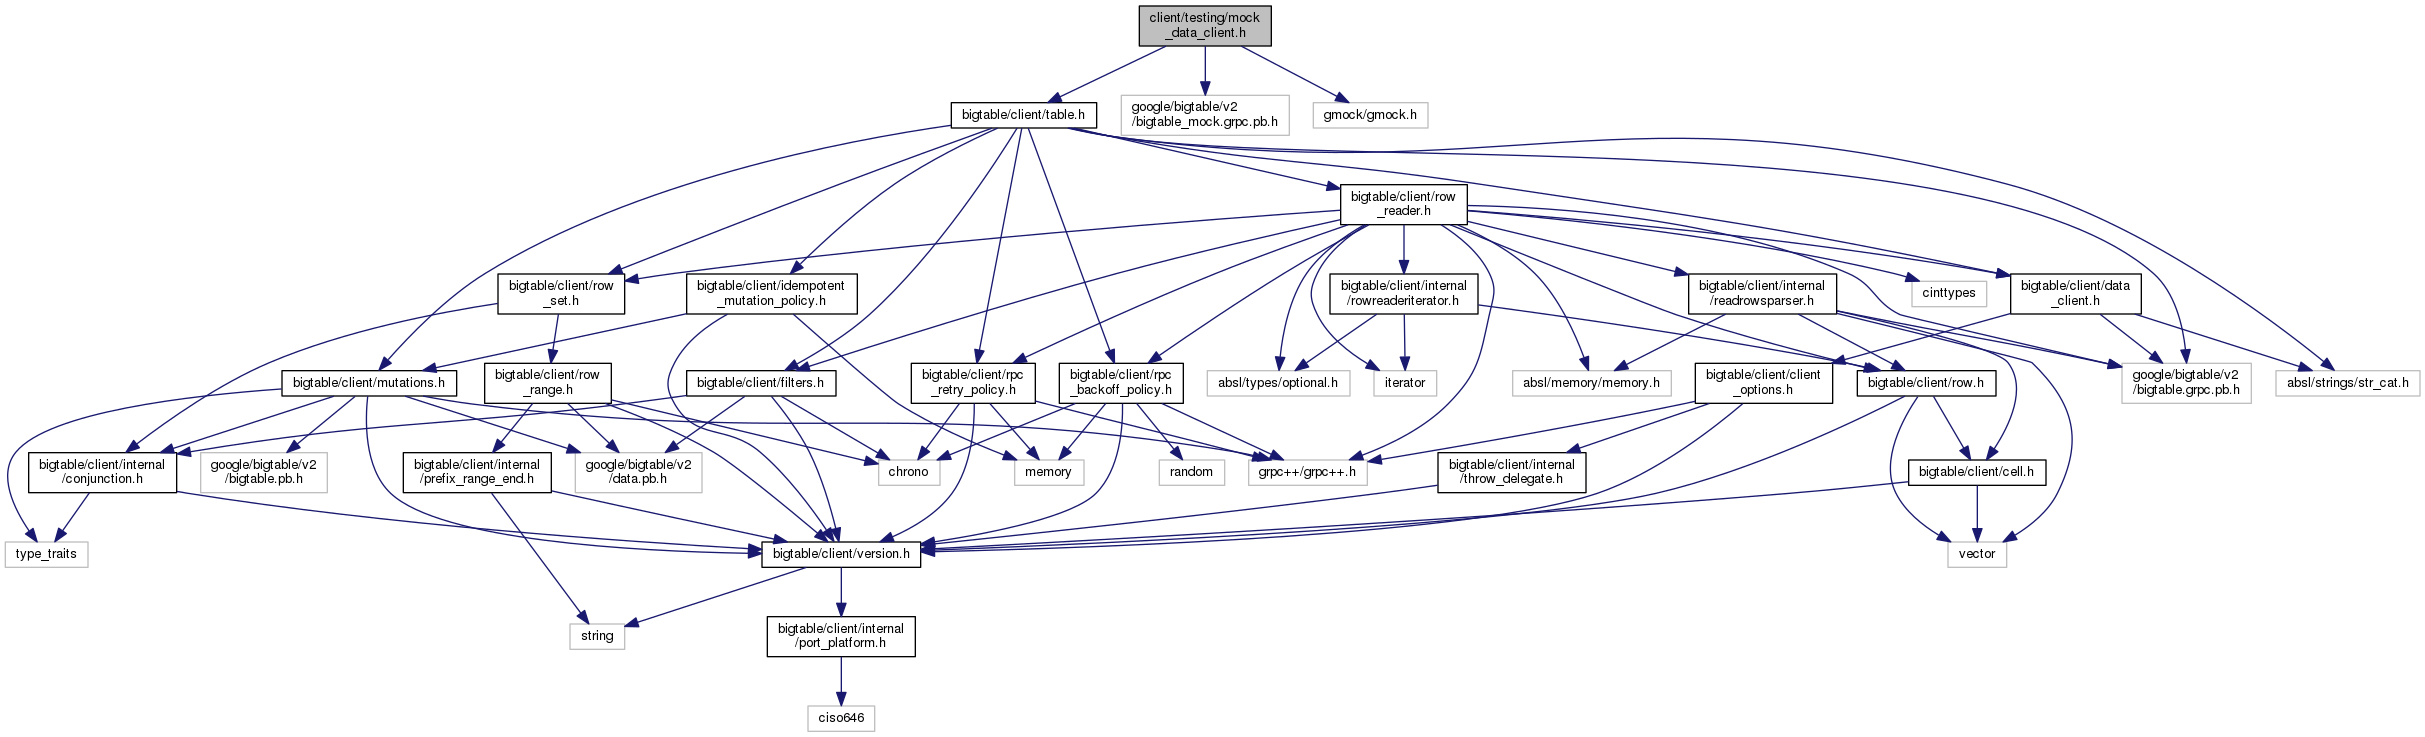 client/testing/mock
_data_client.h
bigtable/client/table.h
google/bigtable/v2
/bigtable_mock.grpc.pb.h
gmock/gmock.h
bigtable/client/row
_reader.h
bigtable/client/row
_set.h
bigtable/client/idempotent
_mutation_policy.h
bigtable/client/internal
/rowreaderiterator.h
bigtable/client/internal
/readrowsparser.h
cinttypes
bigtable/client/data
_client.h
bigtable/client/mutations.h
bigtable/client/row
_range.h
bigtable/client/filters.h
bigtable/client/rpc
_retry_policy.h
bigtable/client/rpc
_backoff_policy.h
absl/types/optional.h
iterator
absl/memory/memory.h
bigtable/client/client
_options.h
bigtable/client/row.h
google/bigtable/v2
/bigtable.grpc.pb.h
absl/strings/str_cat.h
bigtable/client/internal
/conjunction.h
google/bigtable/v2
/bigtable.pb.h
bigtable/client/internal
/prefix_range_end.h
google/bigtable/v2
/data.pb.h
chrono
memory
random
grpc++/grpc++.h
bigtable/client/internal
/throw_delegate.h
bigtable/client/cell.h
type_traits
bigtable/client/version.h
vector
string
bigtable/client/internal
/port_platform.h
ciso646